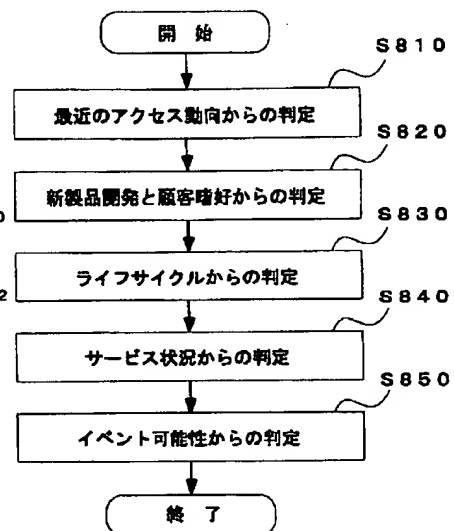 開 始
S810
最近のアクセス動向からの判定
S820
新製品開発と顧客嗜好からの判定
S830
ライフサイクルからの判定
S840
サービス状況からの判定
S850
イベント可能性からの判定
終 了